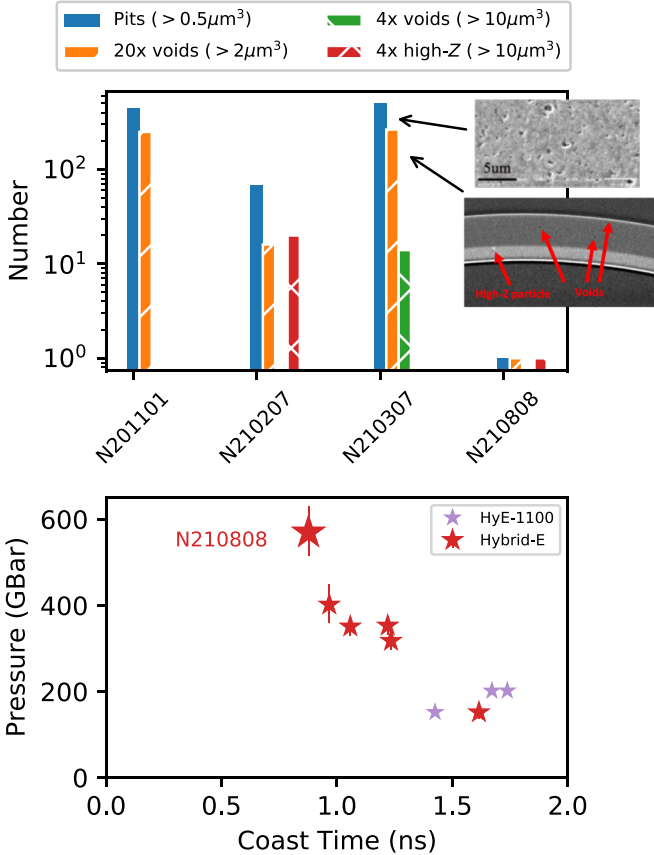 Pits (> 0.5μm³)
20x voids (> 2μm³)
4x voids (> 10μm³)
4x high-Z (> 10μm³)
Number
10²
10¹
10⁰
5um
High-Z particle
Voids
N201101
N210207
N210307
N210808
Pressure (GBar)
600
400
200
0
N210808
HyE-1100
Hybrid-E
0.0
0.5
1.0
1.5
2.0
Coast Time (ns)